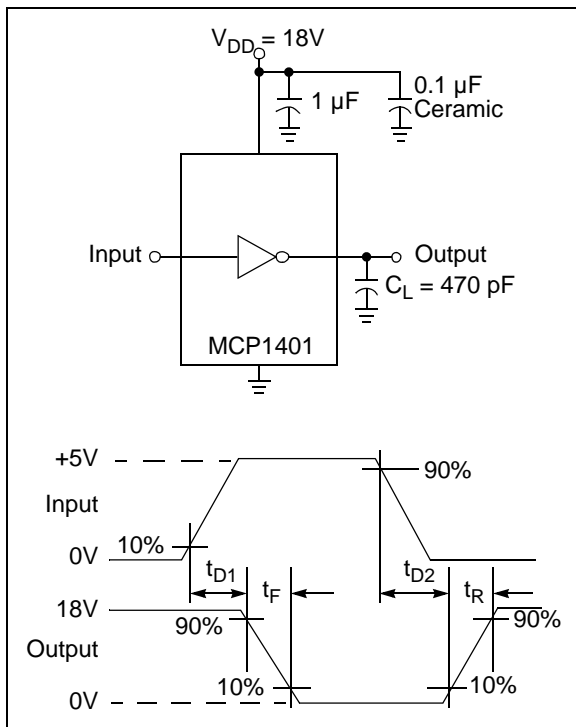 V_DD = 18V
1 µF
0.1 µF
Ceramic
Input
Output
C_L = 470 pF
MCP1401
+5V
Input
0V
10%
90%
t_D1
t_F
t_D2
t_R
18V
90%
90%
Output
10%
10%
0V